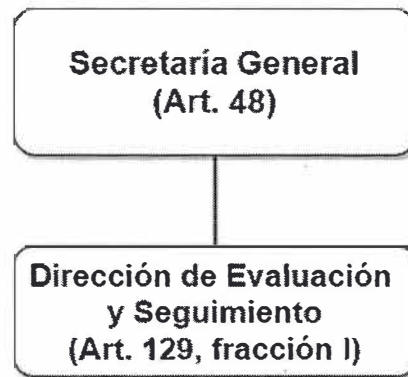 Secretaría General
(Art. 48)
Dirección de Evaluación
y Seguimiento
(Art. 129, fracción I)